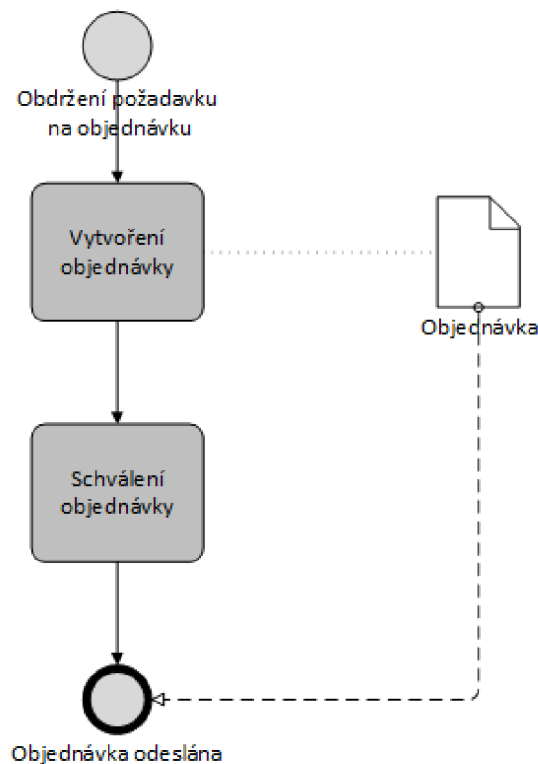 Obdržení požadavku
na objednávku
Vytvoření
objednávky
Objednávka
Schválení
objednávky
Objednávka odeslána